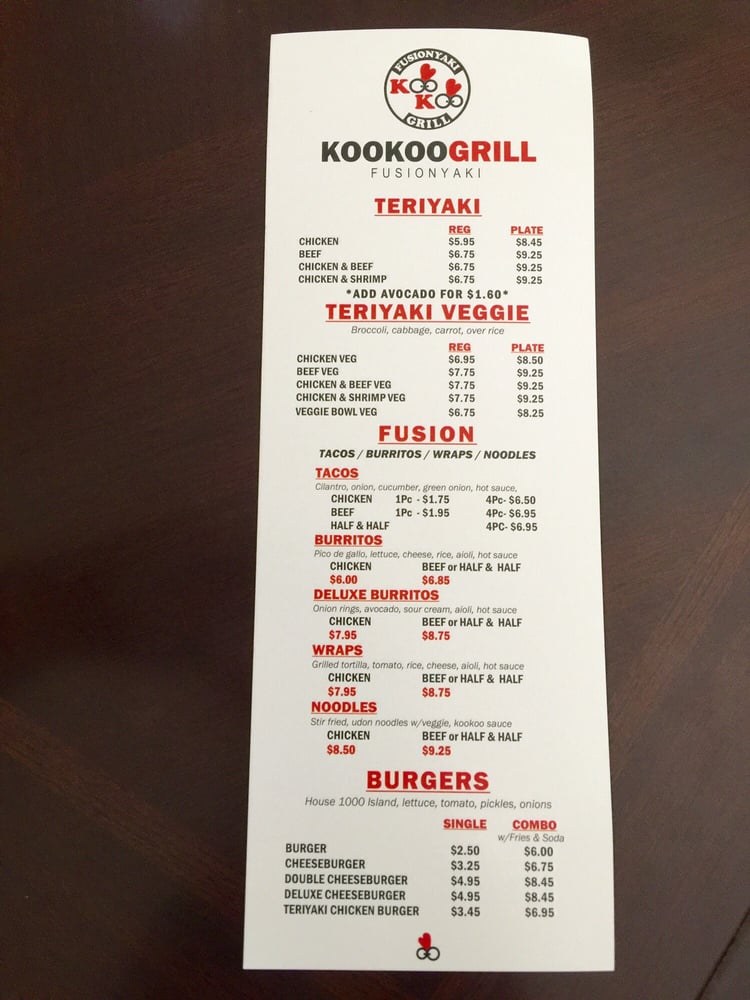 FUSIONYAKI
KOO
KOO
GRILL
KOOKOOGRILL
FUSIONYAKI
TERIYAKI
REG PLATE
CHICKEN $5.95 $8.45
BEEF $6.75 $9.25
CHICKEN & BEEF $6.75 $9.25
CHICKEN & SHRIMP $6.75 $9.25
*ADD AVOCADO FOR $1.60*
TERIYAKI VEGGIE
Broccoli, cabbage, carrot, over rice
REG PLATE
CHICKEN VEG $6.95 $8.50
BEEF VEG $7.75 $9.25
CHICKEN & BEEF VEG $7.75 $9.25
CHICKEN & SHRIMP VEG $7.75 $9.25
VEGGIE BOWL VEG $6.75 $8.25
FUSION
TACOS / BURRITOS / WRAPS / NOODLES
TACOS
Cilantro, onion, cucumber, green onion, hot sauce,
CHICKEN 1Pc - $1.75 4Pc- $6.50
BEEF 1Pc - $1.95 4Pc- $6.95
HALF & HALF 4PC- $6.95
BURRITOS
Pico de gallo, lettuce, cheese, rice, aioli, hot sauce
CHICKEN BEEF or HALF & HALF
$6.00 $6.85
DELUXE BURRITOS
Onion rings, avocado, sour cream, aioli, hot sauce
CHICKEN BEEF or HALF & HALF
$7.95 $8.75
WRAPS
Grilled tortilla, tomato, rice, cheese, aioli, hot sauce
CHICKEN BEEF or HALF & HALF
$7.95 $8.75
NOODLES
Stir fried, udon noodles w/veggie, kookoo sauce
CHICKEN BEEF or HALF & HALF
$8.50 $9.25
BURGERS
House 1000 Island, lettuce, tomato, pickles, onions
SINGLE COMBO
w/Fries & Soda
BURGER $2.50 $6.00
CHEESEBURGER $3.25 $6.75
DOUBLE CHEESEBURGER $4.95 $8.45
DELUXE CHEESEBURGER $4.95 $8.45
TERIYAKI CHICKEN BURGER $3.45 $6.95